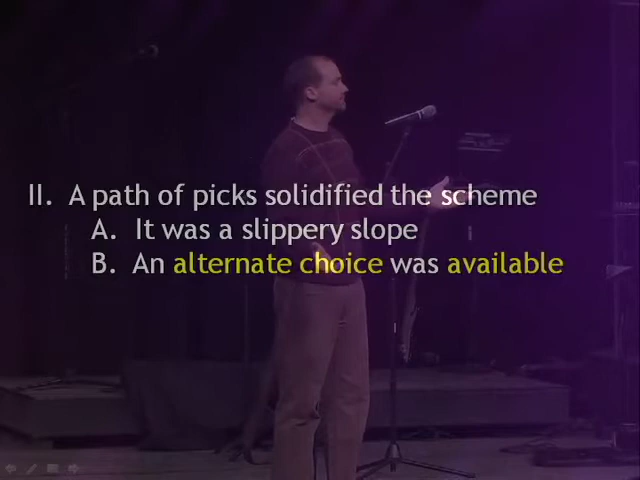 II. A path of picks solidified the scheme
A. It was a slippery slope
B. An alternate choice was available